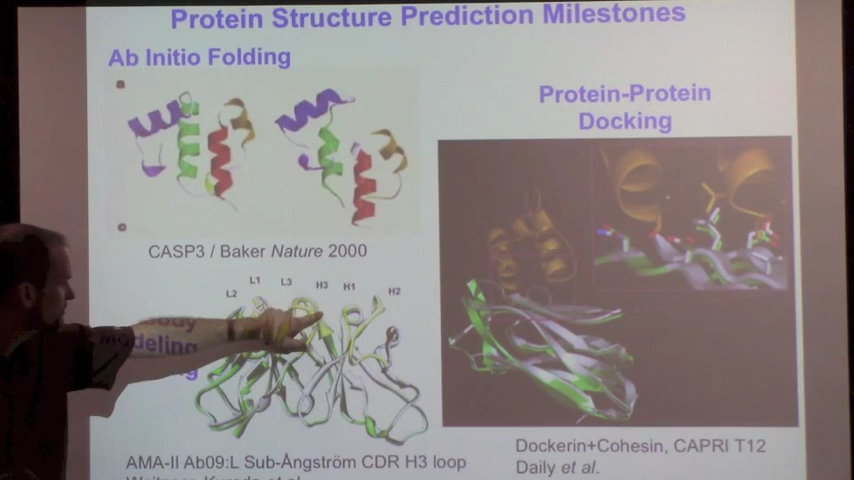 Protein Structure Prediction Milestones
Ab Initio Folding
a
c
CASP3 / Baker Nature 2000
Protein-Protein
Docking
L1 L3 H3 H1
L2 H2
modeling
AMA-II Ab09:L Sub-Ångström CDR H3 loop
Dockerin+Cohesin, CAPRI T12
Daily et al.